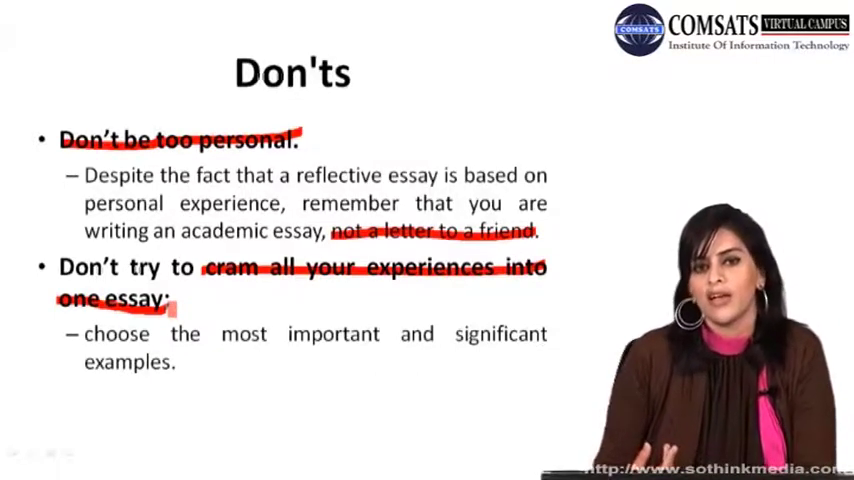 COMSATS
COMSATS VIRTUAL CAMPUS
Institute Of Information Technology
Don'ts
• Don't be too personal.
– Despite the fact that a reflective essay is based on
personal experience, remember that you are
writing an academic essay, not a letter to a friend.
• Don't try to cram all your experiences into
one essay;
– choose the most important and significant
examples.
http://www.sothinkmedia.com/